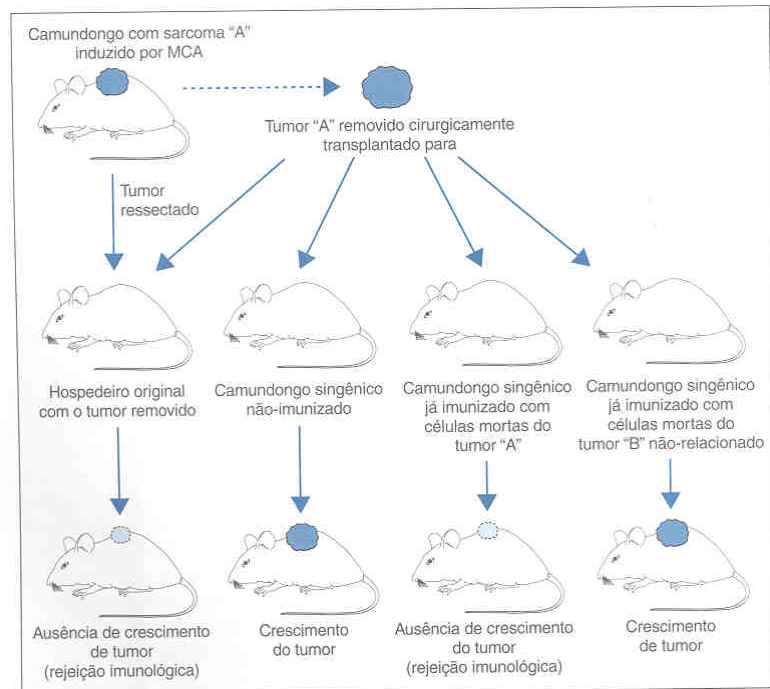 Camundongo com sarcoma “A”
induzido por MCA
Tumor “A” removido cirurgicamente
transplantado para
Tumor
ressectado
Hospedeiro original
com o tumor removido
Camundongo singênico
não-imunizado
Camundongo singênico
já imunizado com
células mortas do
tumor “A”
Camundongo singênico
já imunizado com
células mortas do
tumor “B” não-relacionado
Ausência de crescimento
de tumor
(rejeição imunológica)
Crescimento
do tumor
Ausência de crescimento
do tumor
(rejeição imunológica)
Crescimento
de tumor